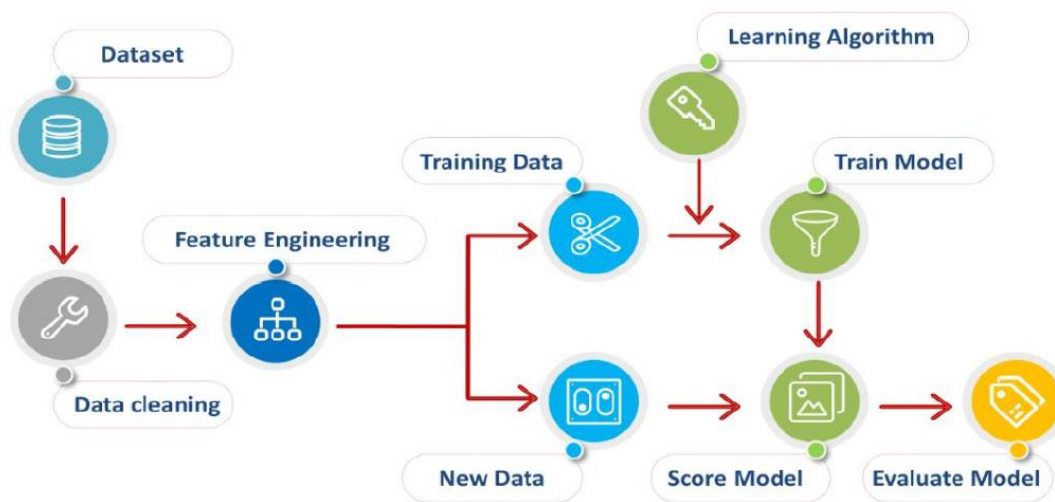 Dataset
Learning Algorithm
Training Data
Train Model
Feature Engineering
Data cleaning
New Data
Score Model
Evaluate Model